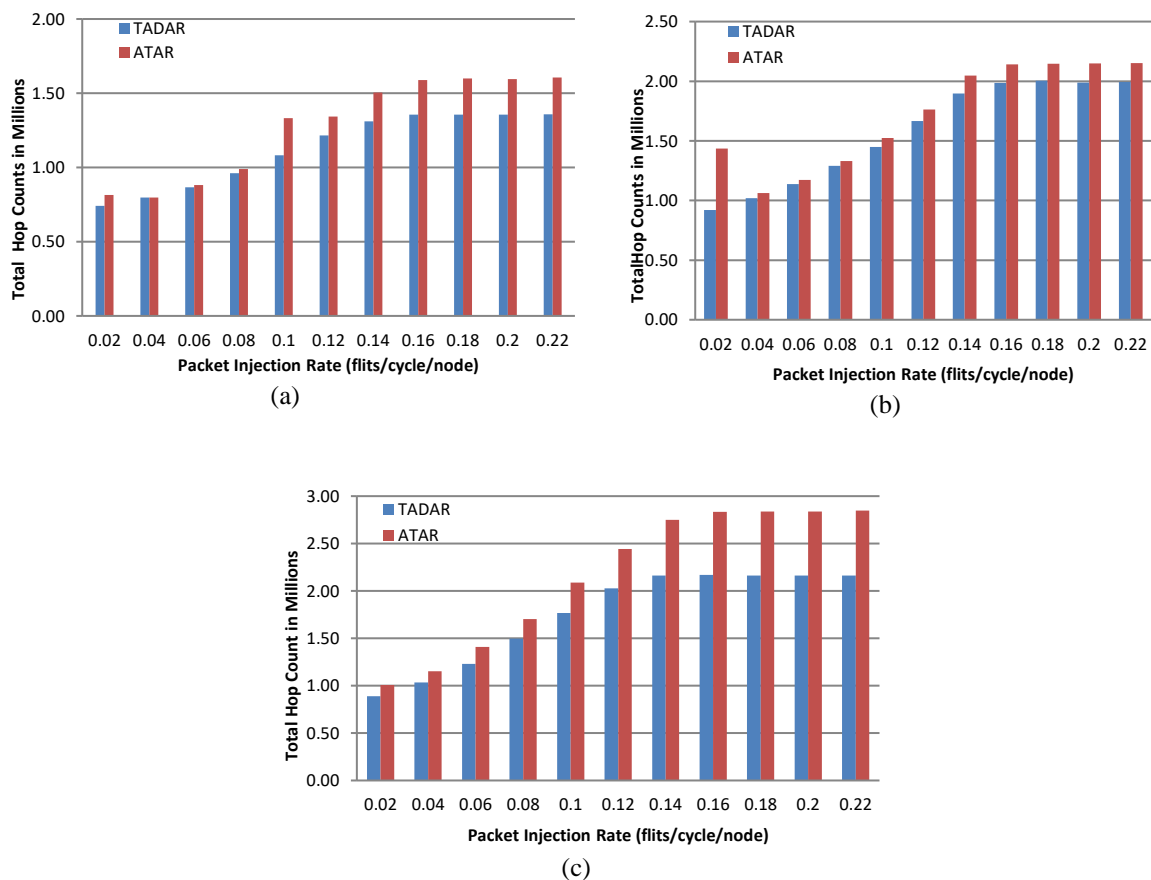 2.00
1.50
1.00
0.50
0.00
Total Hop Counts in Millions
TADAR
ATAR
0.02 0.04 0.06 0.08 0.1 0.12 0.14 0.16 0.18 0.2 0.22
Packet Injection Rate (flits/cycle/node)
(a)
2.50
2.00
1.50
1.00
0.50
0.00
TotalHop Counts in Millions
TADAR
ATAR
0.02 0.04 0.06 0.08 0.1 0.12 0.14 0.16 0.18 0.2 0.22
Packet Injection Rate (flits/cycle/node)
(b)
3.00
2.50
2.00
1.50
1.00
0.50
0.00
Total Hop Count in Millions
TADAR
ATAR
0.02 0.04 0.06 0.08 0.1 0.12 0.14 0.16 0.18 0.2 0.22
Packet Injection Rate (flits/cycle/node)
(c)